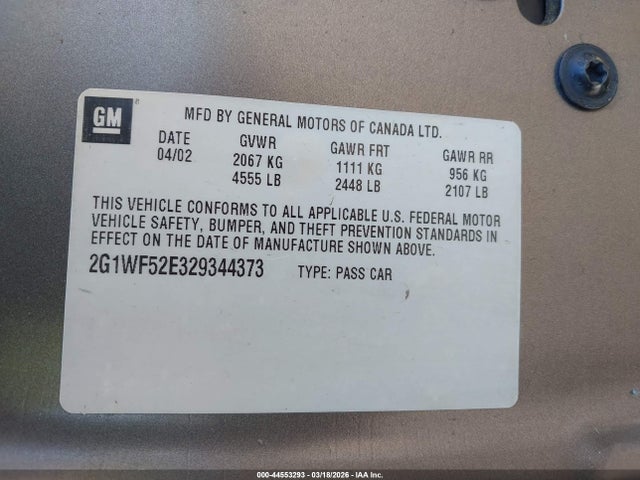 GM
MFD BY GENERAL MOTORS OF CANADA LTD.
DATE GVWR GAWR FRT GAWR RR
04/02 2067 KG 1111 KG 956 KG
4555 LB 2448 LB 2107 LB
THIS VEHICLE CONFORMS TO ALL APPLICABLE U.S. FEDERAL MOTOR
VEHICLE SAFETY, BUMPER, AND THEFT PREVENTION STANDARDS IN
EFFECT ON THE DATE OF MANUFACTURE SHOWN ABOVE.
2G1WF52E329344373 TYPE: PASS CAR
000-44553293 - 03/18/2026 - IAA Inc.